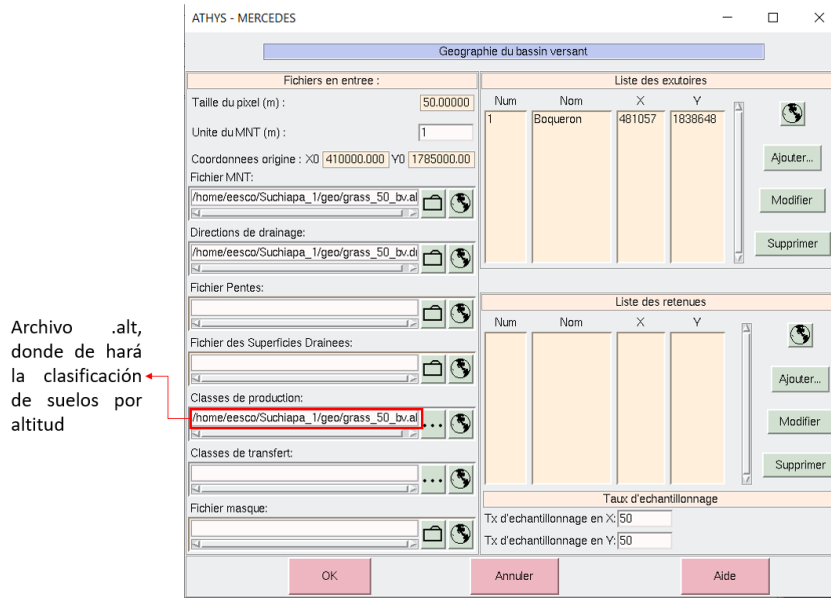 ATHYS - MERCEDES
Geographie du bassin versant
Fichiers en entree :
Taille du pixel (m) : 50.00000
Unite du MNT (m) : 1
Coordonnees origine : X0 410000.000 Y0 1785000.00
Fichier MNT:
/home/eesco/Suchiapa_1/geo/grass_50_bv.al
Directions de drainage:
/home/eesco/Suchiapa_1/geo/grass_50_bv.di
Fichier Pentes:
Fichier des Superficies Drainees:
Classes de production:
/home/eesco/Suchiapa_1/geo/grass_50_bv.al
...
Classes de transfert:
...
Fichier masque:
Liste des exutoires
Num Nom X Y
1 Boqueron 481057 1838648
Ajouter...
Modifier
Supprimer
Liste des retenues
Num Nom X Y
Ajouter...
Modifier
Supprimer
Taux d'echantillonnage
Tx d'echantillonnage en X: 50
Tx d'echantillonnage en Y: 50
OK Annuler Aide
Archivo .alt,
donde de hará
la clasificación
de suelos por
altitud